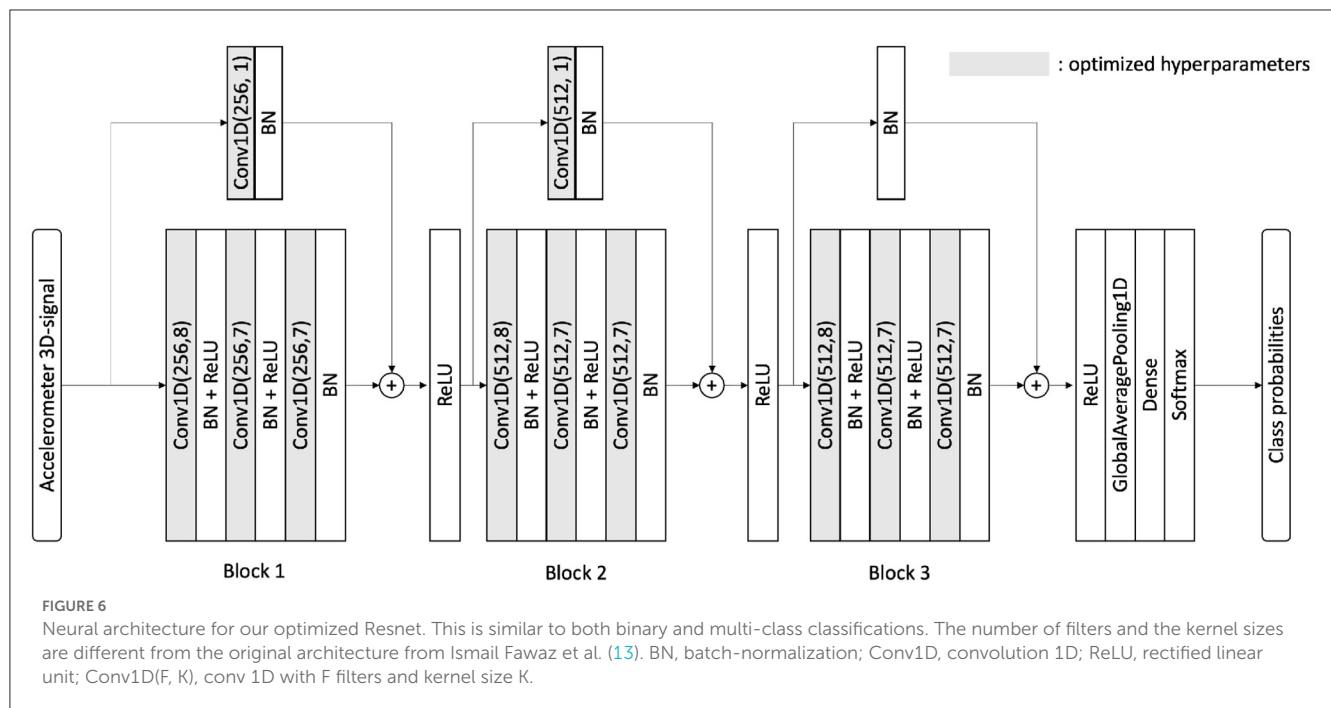 : optimized hyperparameters
Conv1D(256, 1)
BN
Conv1D(512, 1)
BN
BN
Accelerometer 3D-signal
Conv1D(256,8)
BN + ReLU
Conv1D(256,7)
BN + ReLU
Conv1D(256,7)
BN
+
ReLU
Conv1D(512,8)
BN + ReLU
Conv1D(512,7)
BN + ReLU
Conv1D(512,7)
BN
+
ReLU
Conv1D(512,8)
BN + ReLU
Conv1D(512,7)
BN + ReLU
Conv1D(512,7)
BN
+
ReLU
GlobalAveragePooling1D
Dense
Softmax
Class probabilities
Block 1
Block 2
Block 3
FIGURE 6
Neural architecture for our optimized Resnet. This is similar to both binary and multi-class classifications. The number of filters and the kernel sizes
are different from the original architecture from Ismail Fawaz et al. (13). BN, batch-normalization; Conv1D, convolution 1D; ReLU, rectified linear
unit; Conv1D(F, K), conv 1D with F filters and kernel size K.